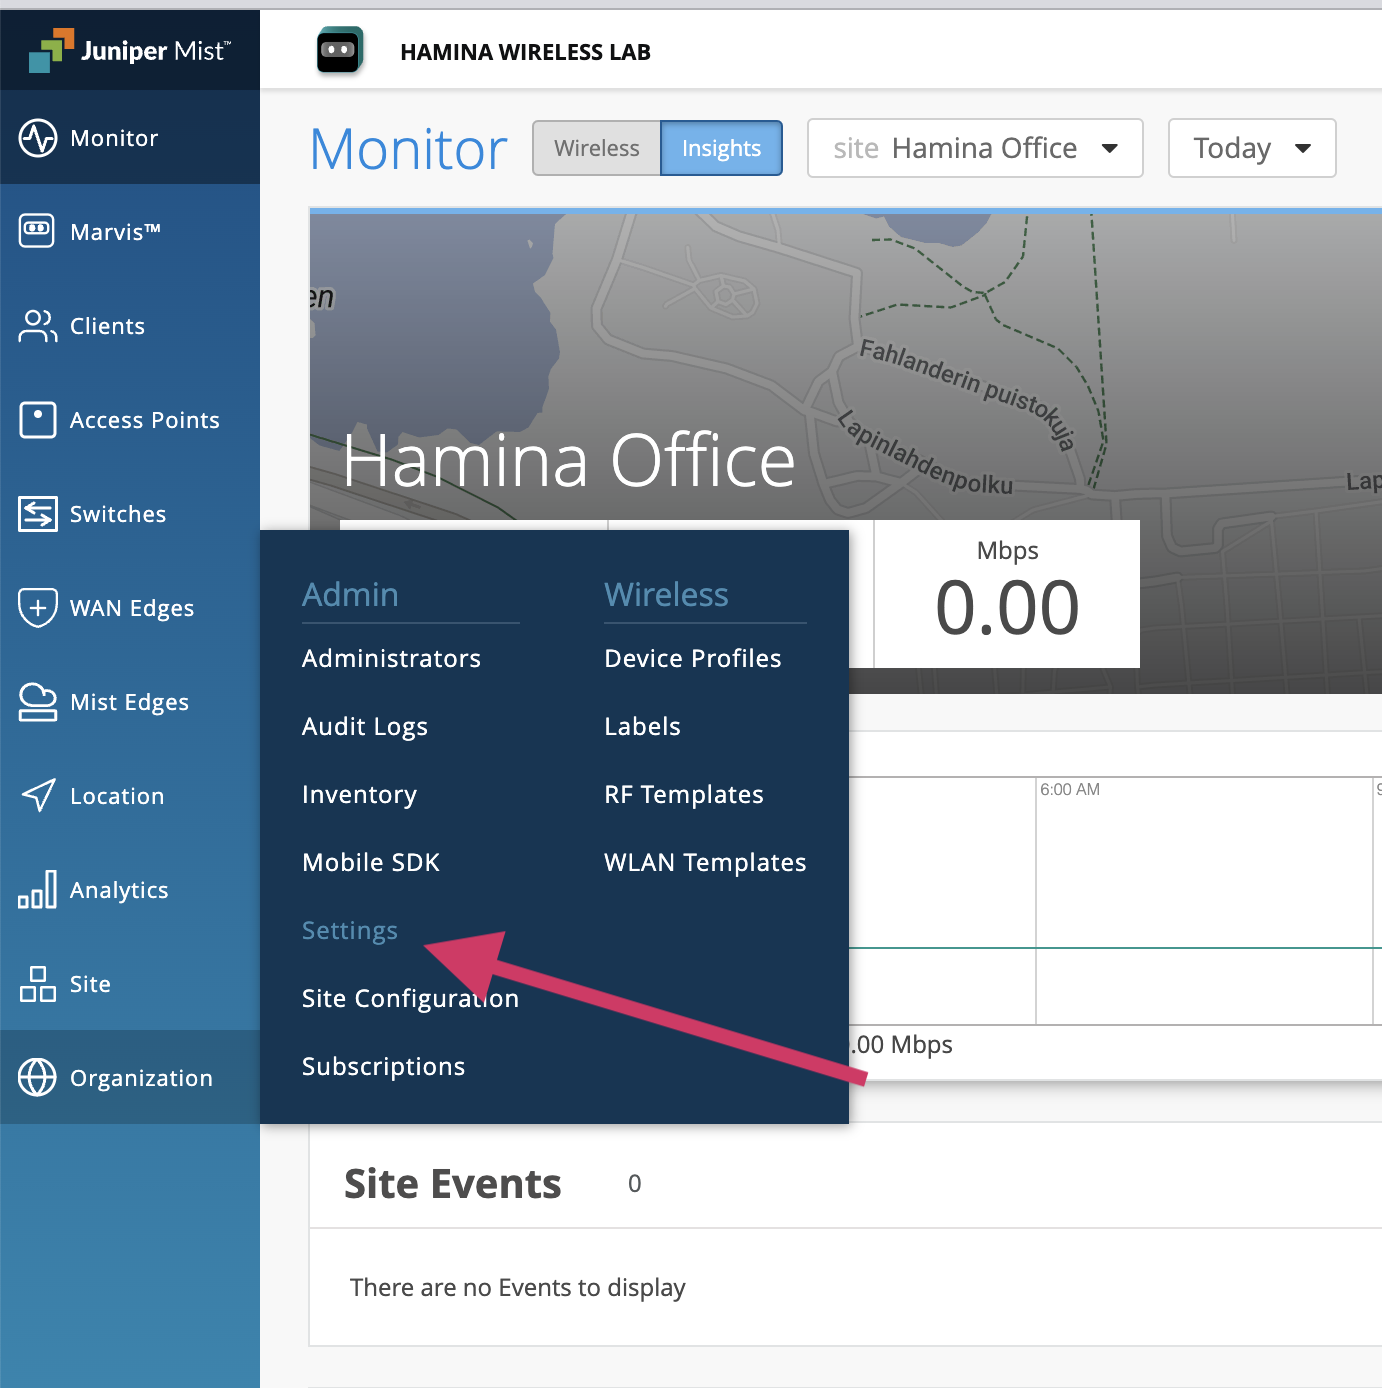 Juniper Mist™
HAMINA WIRELESS LAB
Monitor
Marvis™
Clients
Access Points
Switches
WAN Edges
Mist Edges
Location
Analytics
Site
Organization
Monitor
Wireless
Insights
site Hamina Office
Today
en
Fahlanderin puistokuja
Lapinlahdenpolku
Lap
Hamina Office
Mbps
0.00
Admin
Administrators
Audit Logs
Inventory
Mobile SDK
Settings
Site Configuration
Subscriptions
Wireless
Device Profiles
Labels
RF Templates
WLAN Templates
6:00 AM
.00 Mbps
Site Events 0
There are no Events to display